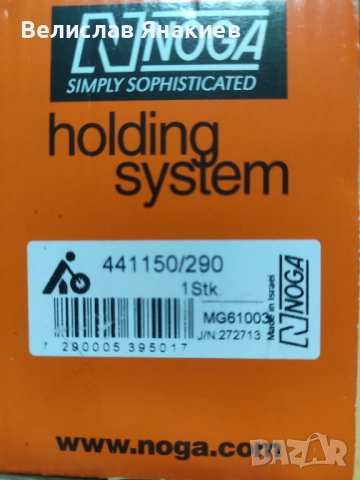 Велислав Янакиев
NOGA
SIMPLY SOPHISTICATED
holding
system
441150/290
1Stk.
MG61003
J/N:272713
Made in Israel
NOGA
7 290005 395017
www.noga.com
BAZAR